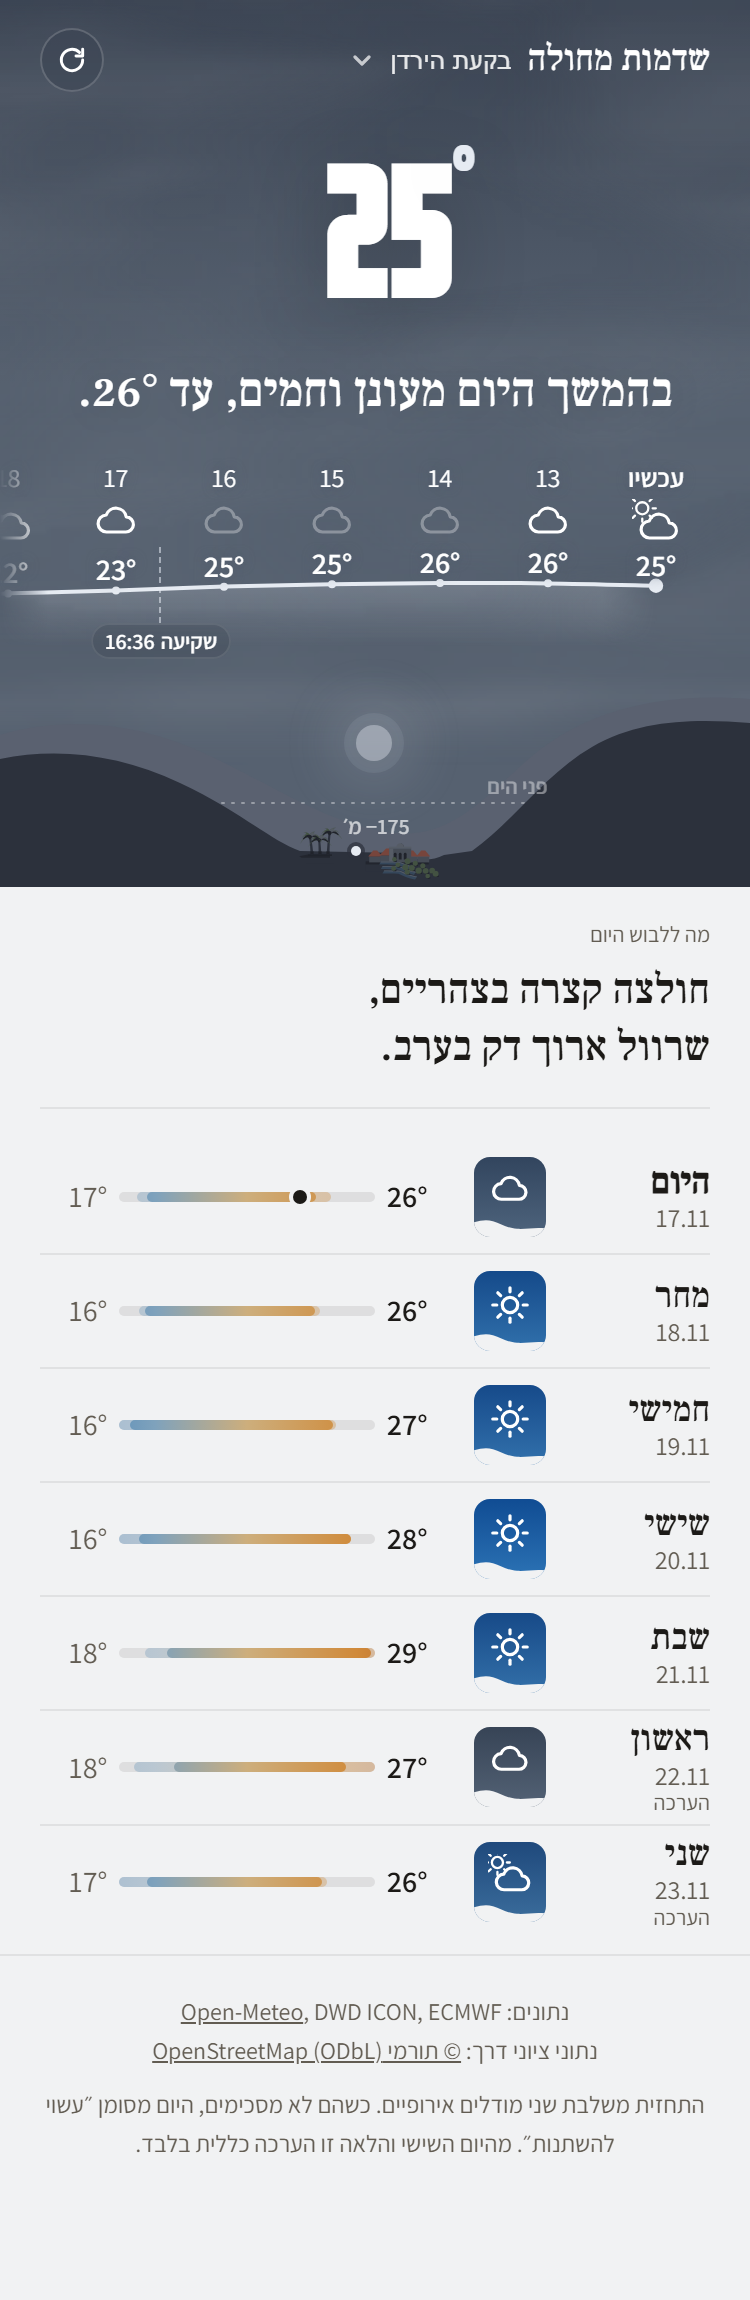 שדמות מחולה בקעת הירדן
25°
בהמשך היום מעונן וחמים, עד 26°.
עכשיו 13 14 15 16 17 18
25° 26° 26° 25° 25° 23° 2°
שקיעה 16:36
פני הים
−175 מ׳
מה ללבוש היום
חולצה קצרה בצהריים,
שרוול ארוך דק בערב.
היום 26° 17°
17.11
מחר 26° 16°
18.11
חמישי 27° 16°
19.11
שישי 28° 16°
20.11
שבת 29° 18°
21.11
ראשון 27° 18°
22.11
הערכה
שני 26° 17°
23.11
הערכה
נתונים: Open-Meteo, DWD ICON, ECMWF
נתוני ציוני דרך: © תורמי OpenStreetMap (ODbL)
התחזית משלבת שני מודלים אירופיים. כשהם לא מסכימים, היום מסומן ״עשוי
להשתנות״. מהיום השישי והלאה זו הערכה כללית בלבד.